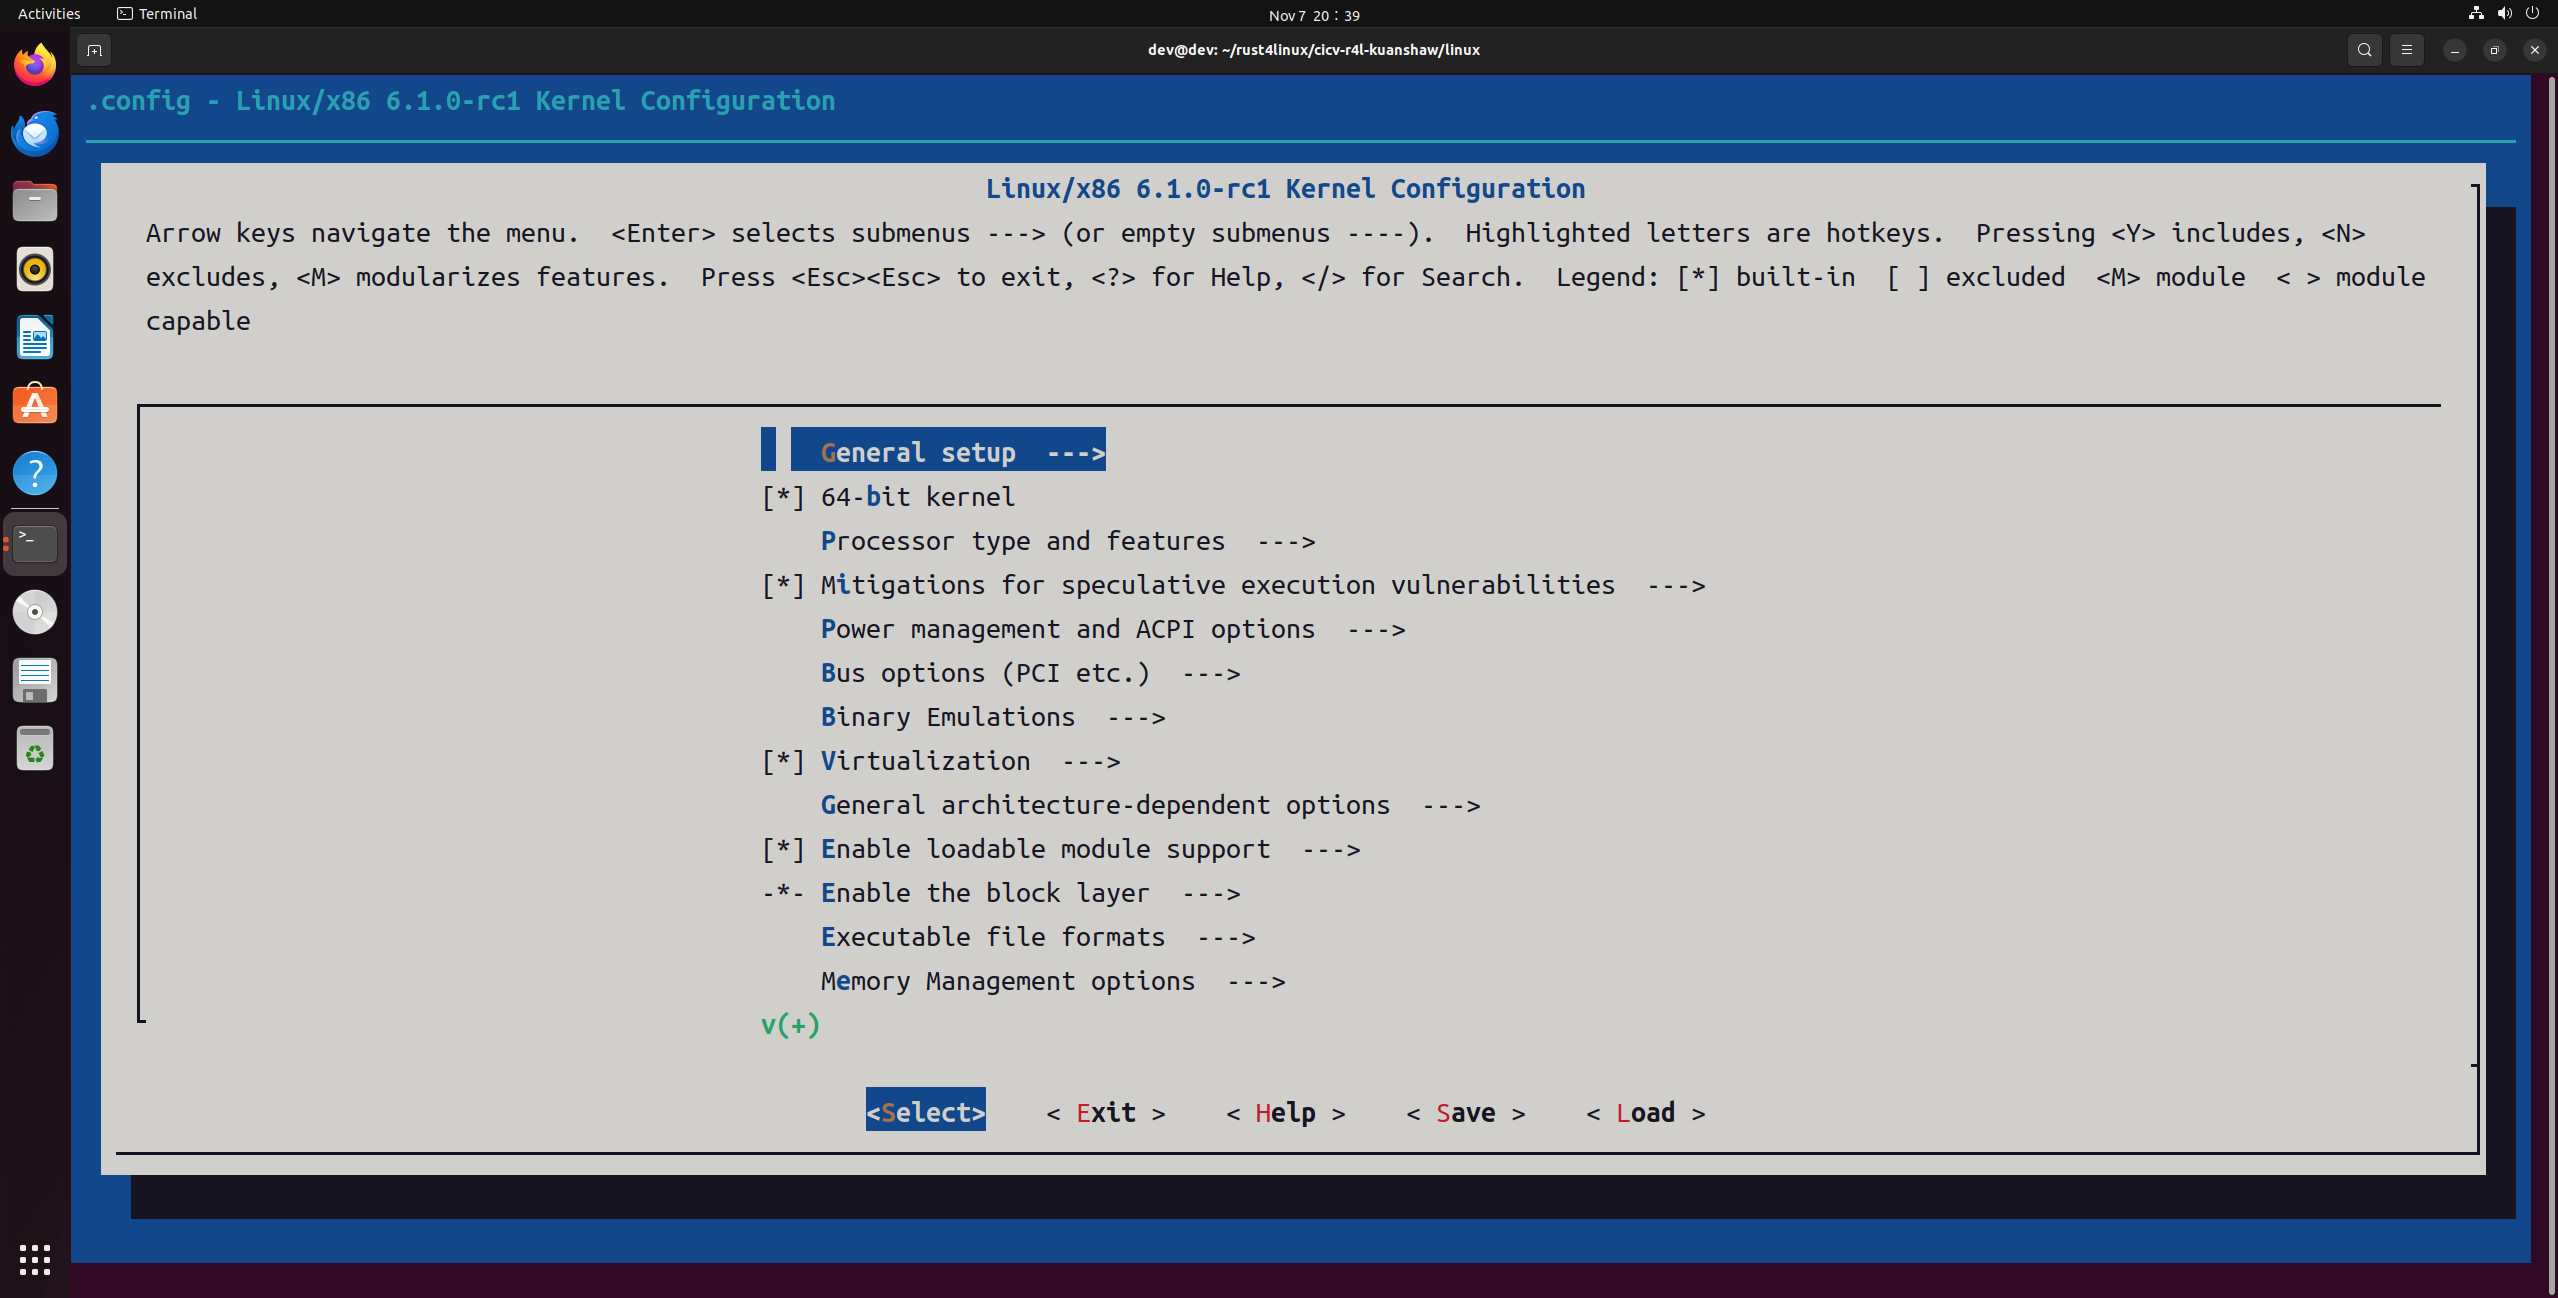 Activities
Terminal
Nov 7 20：39
dev@dev: ~/rust4linux/cicv-r4l-kuanshaw/linux
.config - Linux/x86 6.1.0-rc1 Kernel Configuration
Linux/x86 6.1.0-rc1 Kernel Configuration
Arrow keys navigate the menu.  <Enter> selects submenus ---> (or empty submenus ----).  Highlighted letters are hotkeys.  Pressing <Y> includes, <N>
excludes, <M> modularizes features.  Press <Esc><Esc> to exit, <?> for Help, </> for Search.  Legend: [*] built-in  [ ] excluded  <M> module  < > module
capable
General setup  --->
[*] 64-bit kernel
Processor type and features  --->
[*] Mitigations for speculative execution vulnerabilities  --->
Power management and ACPI options  --->
Bus options (PCI etc.)  --->
Binary Emulations  --->
[*] Virtualization  --->
General architecture-dependent options  --->
[*] Enable loadable module support  --->
-*- Enable the block layer  --->
Executable file formats  --->
Memory Management options  --->
v(+)
<Select>    < Exit >    < Help >    < Save >    < Load >